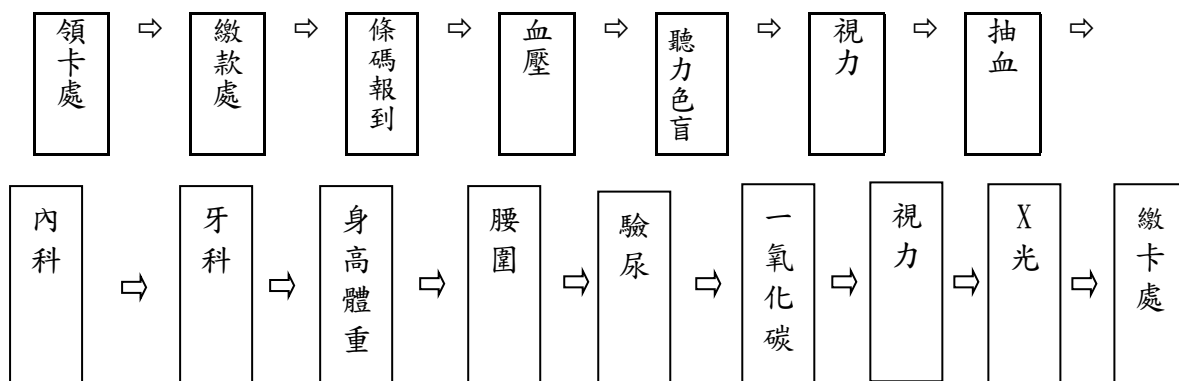 領卡處 ⇨ 繳款處 ⇨ 條碼報到 ⇨ 血壓 ⇨ 聽力色盲 ⇨ 視力 ⇨ 抽血 ⇨
內科 ⇨ 牙科 ⇨ 身高體重 ⇨ 腰圍 ⇨ 驗尿 ⇨ 一氧化碳 ⇨ 視力 ⇨ X光 ⇨ 繳卡處